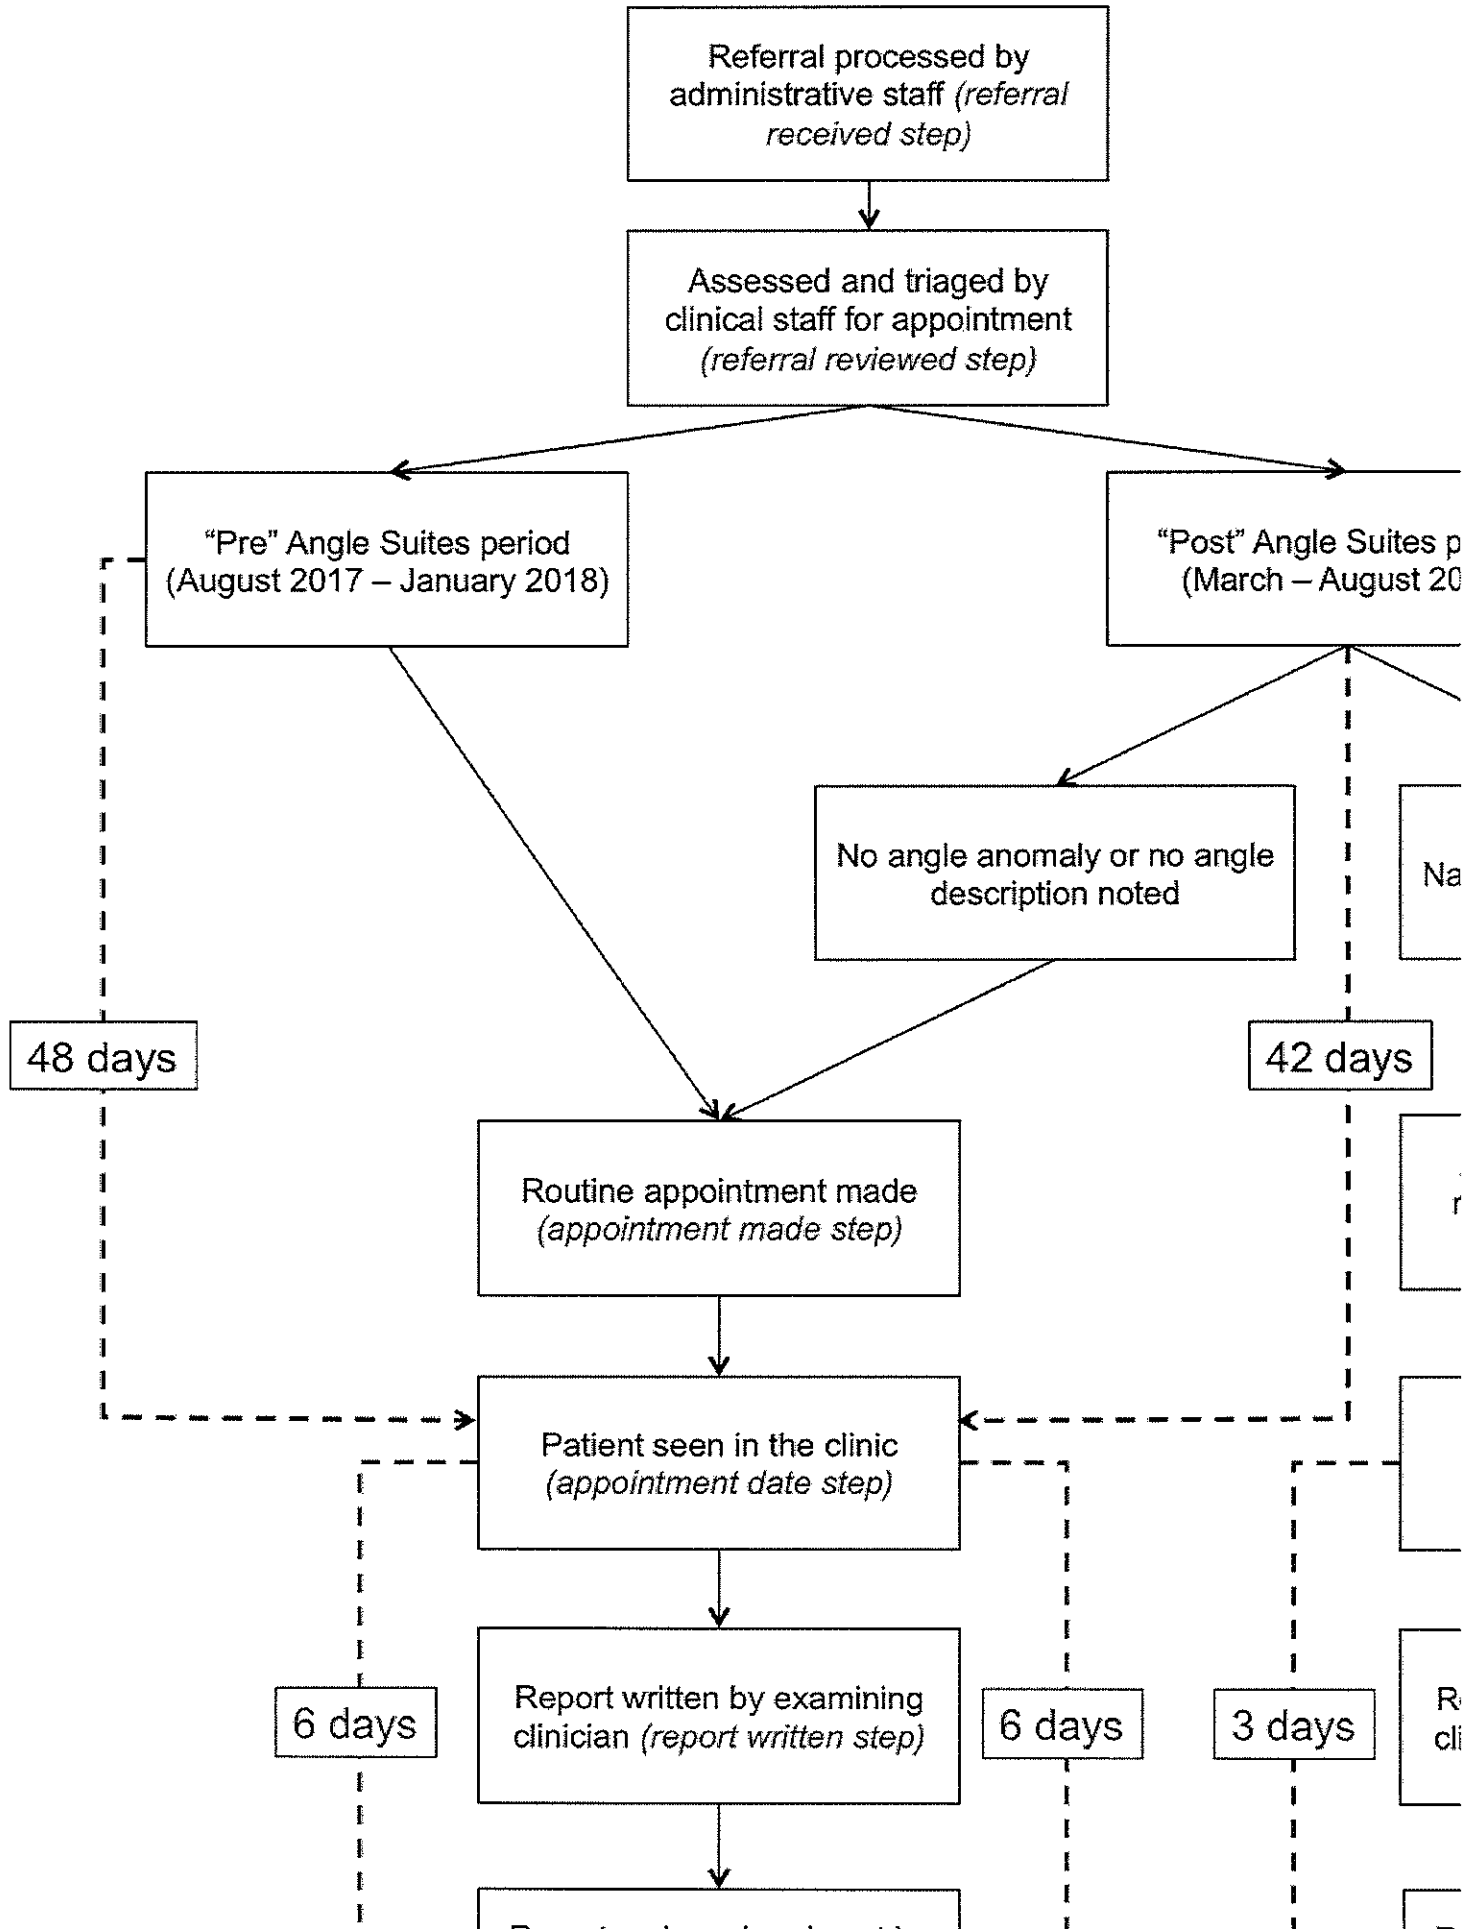 Referral processed by
administrative staff (referral
received step)
Assessed and triaged by
clinical staff for appointment
(referral reviewed step)
“Pre” Angle Suites period
(August 2017 – January 2018)
“Post” Angle Suites
(March – August
No angle anomaly or no angle
description noted
48 days
42 days
Routine appointment made
(appointment made step)
Patient seen in the clinic
(appointment date step)
Report written by examining
clinician (report written step)
6 days
6 days
3 days